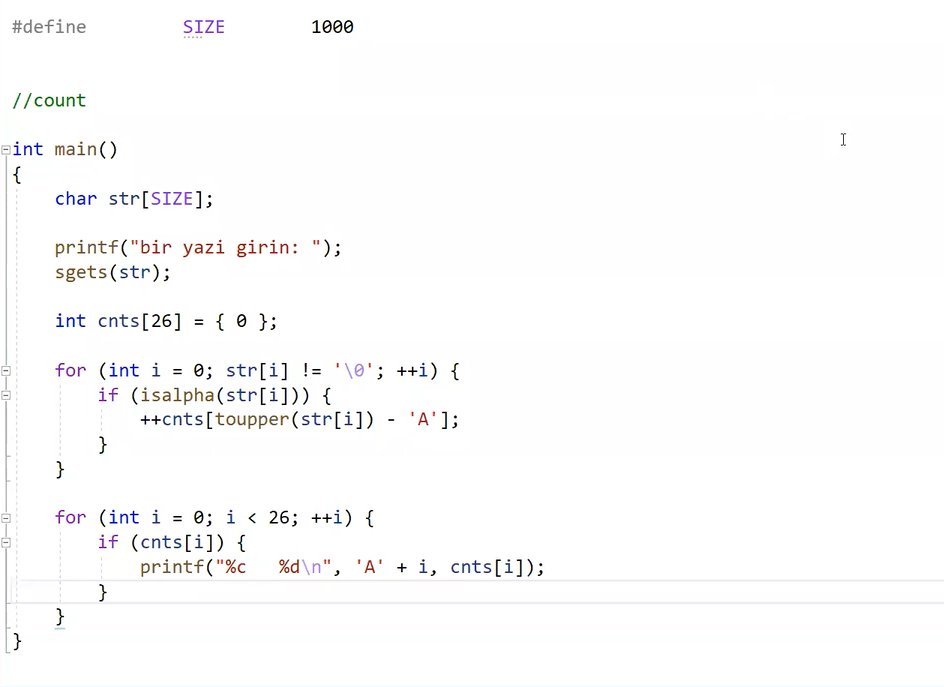 #define         SIZE        1000
//count
int main()
{
    char str[SIZE];
    printf("bir yazi girin: ");
    sgets(str);
    int cnts[26] = { 0 };
    for (int i = 0; str[i] != '\0'; ++i) {
        if (isalpha(str[i])) {
            ++cnts[toupper(str[i]) - 'A'];
        }
    }
    for (int i = 0; i < 26; ++i) {
        if (cnts[i]) {
            printf("%c   %d\n", 'A' + i, cnts[i]);
        }
    }
}